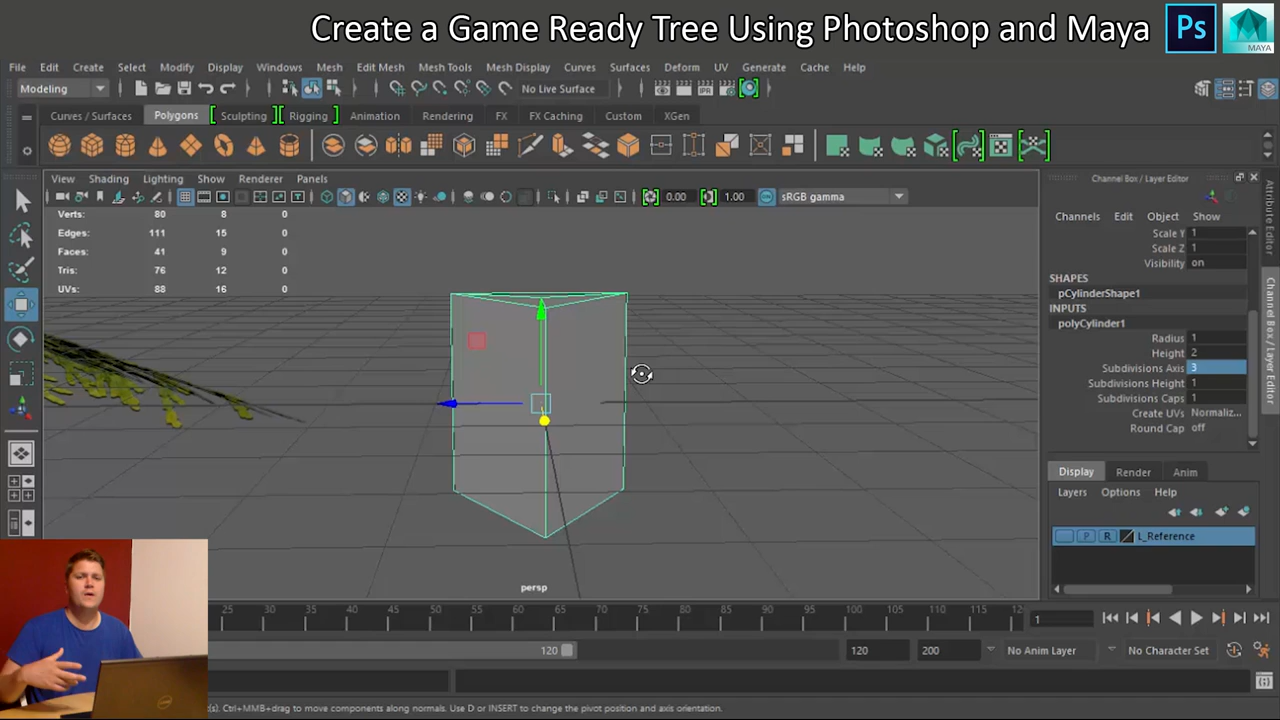 Create a Game Ready Tree Using Photoshop and Maya
Ps
MAYA
File Edit Create Select Modify Display Windows Mesh Edit Mesh Mesh Tools Mesh Display Curves Surfaces Deform UV Generate Cache Help
Modeling
No Live Surface
Curves / Surfaces Polygons Sculpting Rigging Animation Rendering FX FX Caching Custom XGen
IPR
View Shading Lighting Show Renderer Panels
0.00 1.00 sRGB gamma
Verts: 80 8 0
Edges: 111 15 0
Faces: 41 9 0
Tris: 76 12 0
UVs: 88 16 0
persp
Channel Box / Layer Editor
Channels Edit Object Show
Scale Y 1
Scale Z 1
Visibility on
SHAPES
pCylinderShape1
INPUTS
polyCylinder1
Radius 1
Height 2
Subdivisions Axis 3
Subdivisions Height 1
Subdivisions Caps 1
Create UVs Normaliz...
Round Cap off
Display Render Anim
Layers Options Help
P R L_Reference
Attribute Editor
Channel Box / Layer Editor
25 30 35 40 45 50 55 60 65 70 75 80 85 90 95 100 105 110 115 12
1
120 120 200 No Anim Layer No Character Set
(s). Ctrl+MMB+drag to move components along normals. Use D or INSERT to change the pivot position and axis orientation.